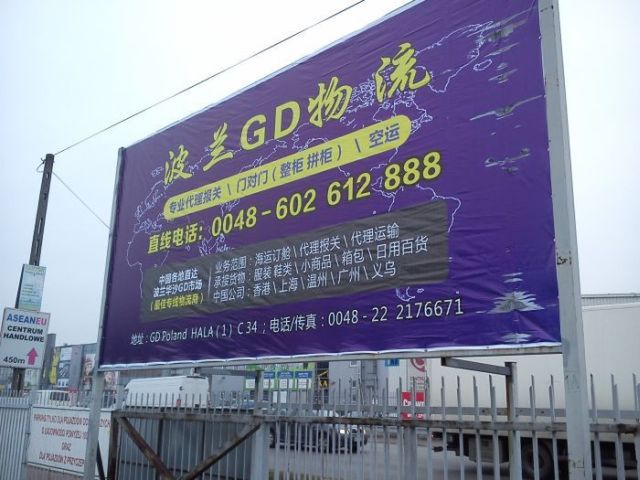 波兰GD物流
专业代理报关 \ 门对门（整柜 拼柜）\ 空运
直线电话：0048-602 612 888
中国各地直达
波兰华沙GD市场
（最佳专线物流商）
业务范围：海运订舱 \ 代理报关 \ 代理运输
承接货物：服装 鞋类 \ 小商品 \ 箱包 \ 日用百货
中国公司：香港 \ 上海 \ 温州 \ 广州 \ 义乌
地址：GD.Poland HALA（1）C 34；电话/传真：0048-22 2176671
ASEANEU
CENTRUM
HANDLOWE
450m
ORAZ